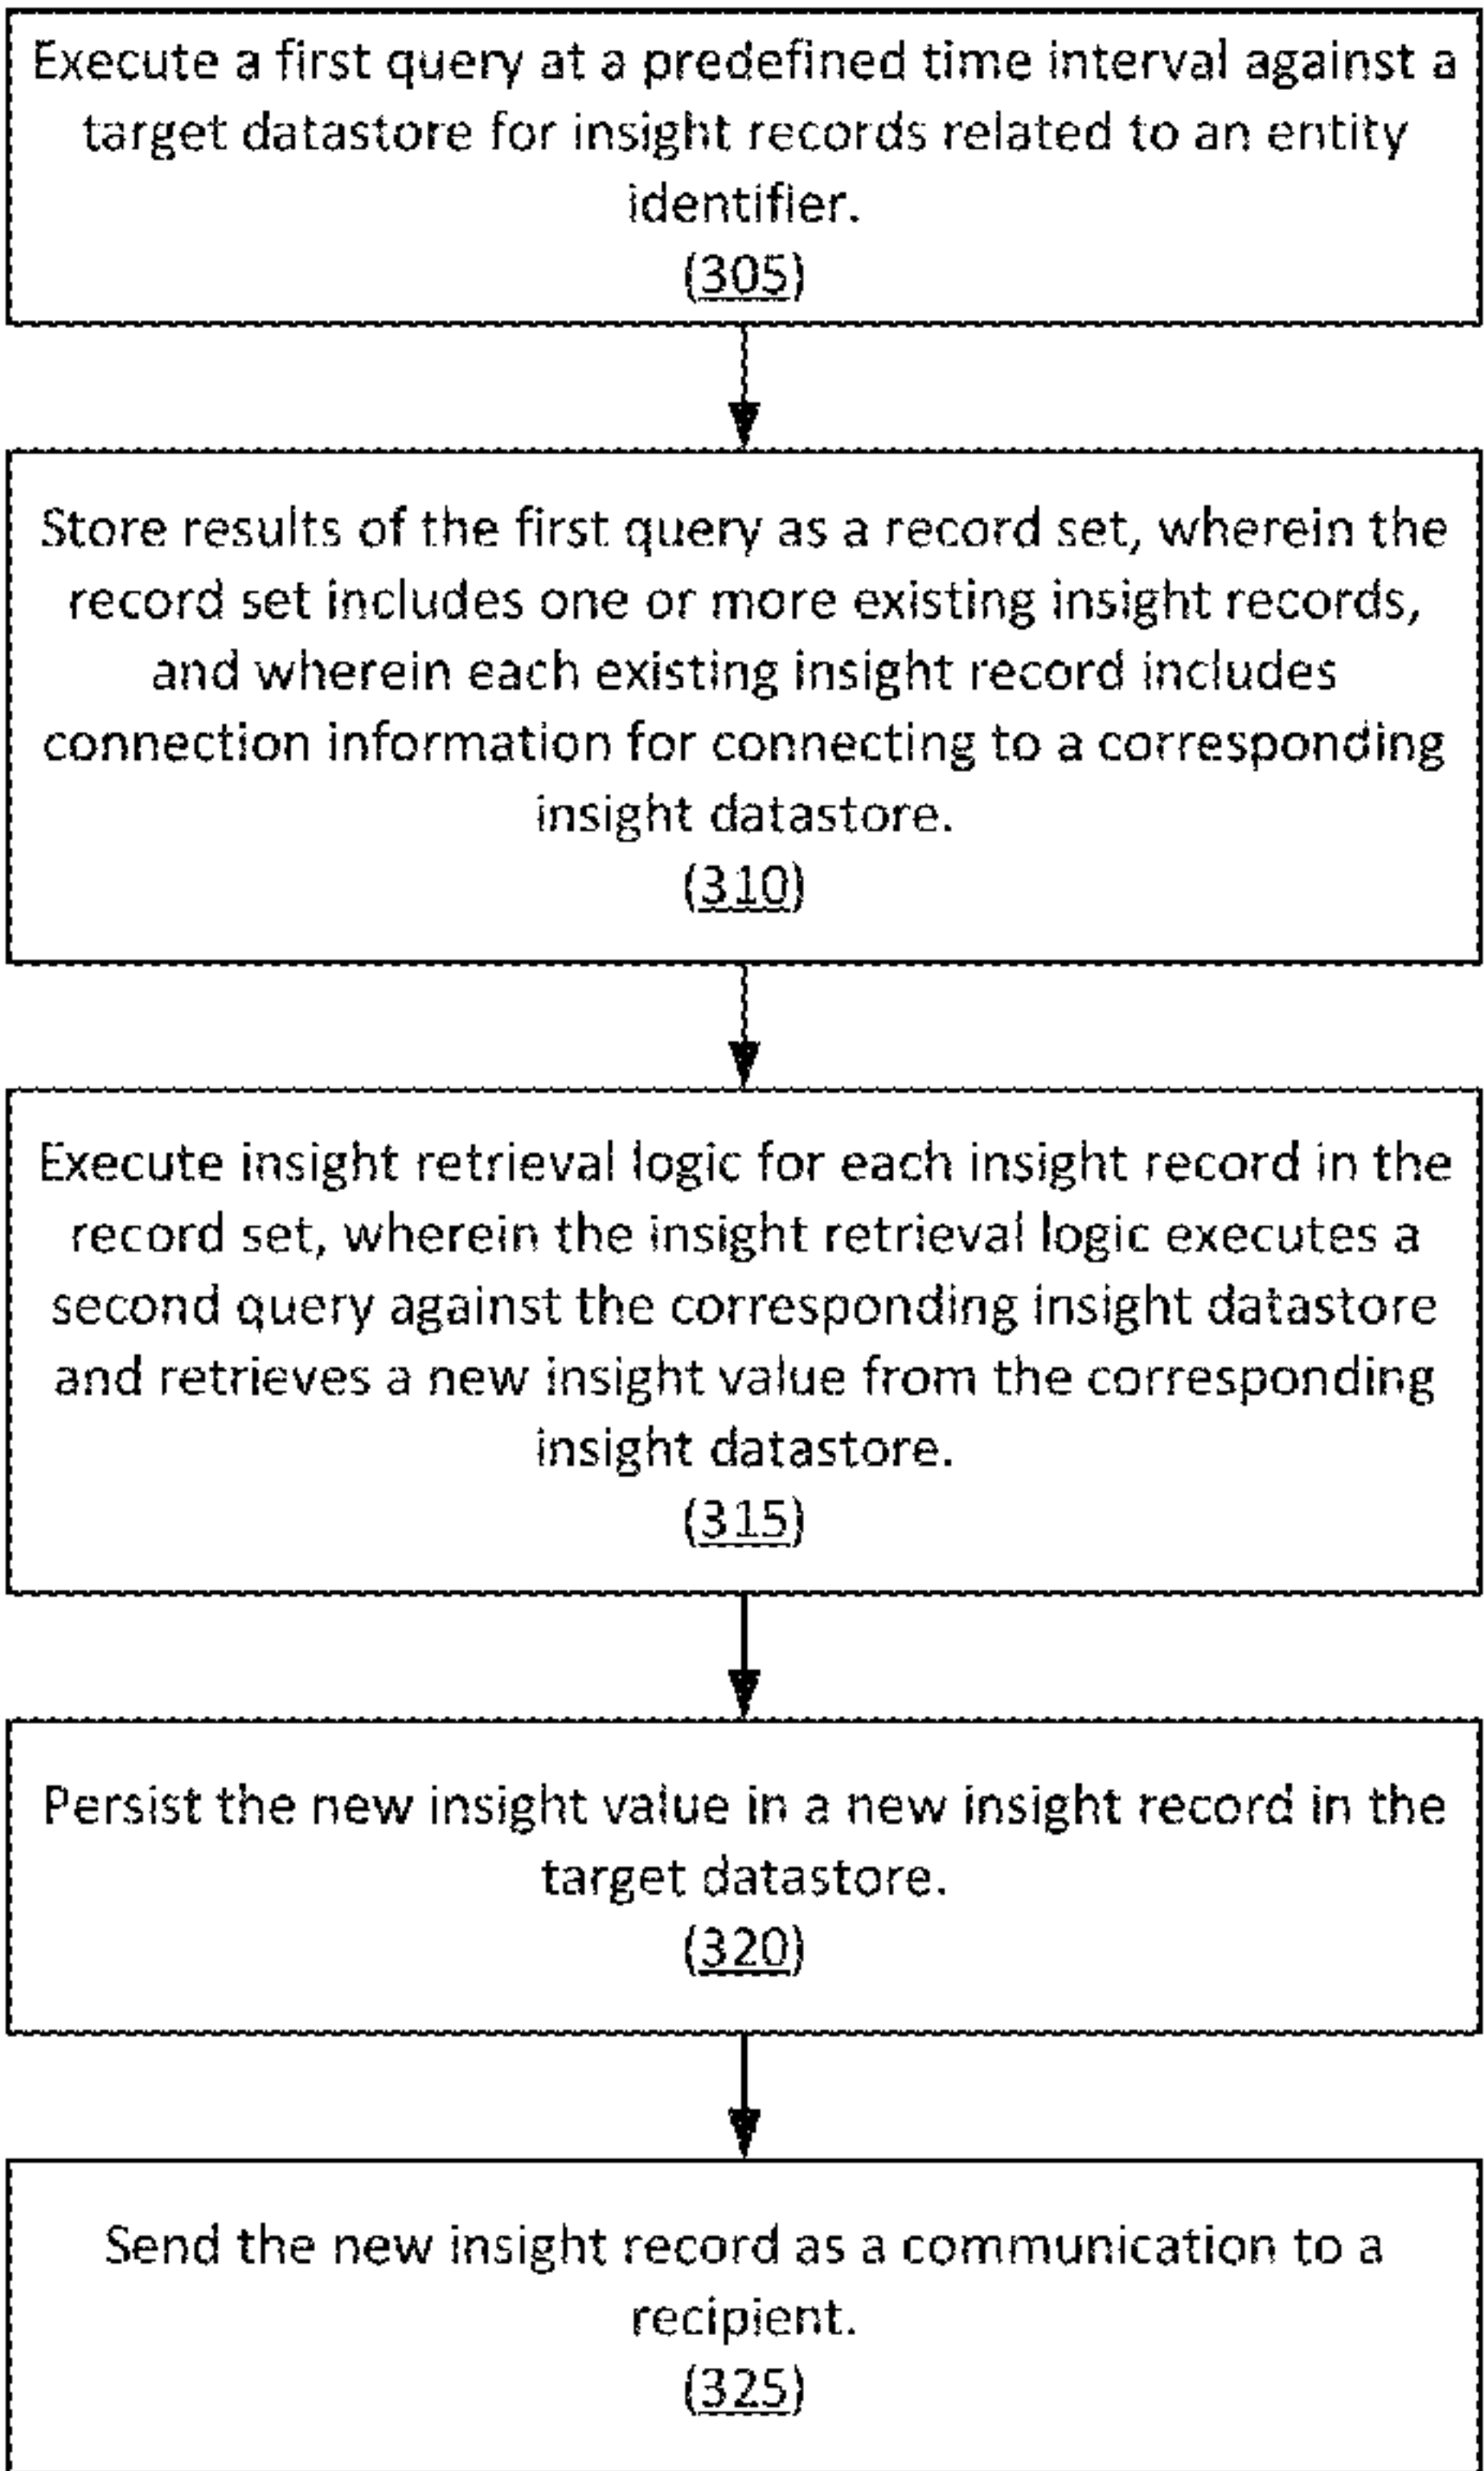 Execute a first query at a predefined time interval against a
target datastore for insight records related to an entity
identifier.
(305)
Store results of the first query as a record set, wherein the
record set includes one or more existing insight records,
and wherein each existing insight record includes
connection information for connecting to a corresponding
insight datastore.
(310)
Execute insight retrieval logic for each insight record in the
record set, wherein the insight retrieval logic executes a
second query against the corresponding insight datastore
and retrieves a new insight value from the corresponding
insight datastore.
(315)
Persist the new insight value in a new insight record in the
target datastore.
(320)
Send the new insight record as a communication to a
recipient.
(325)